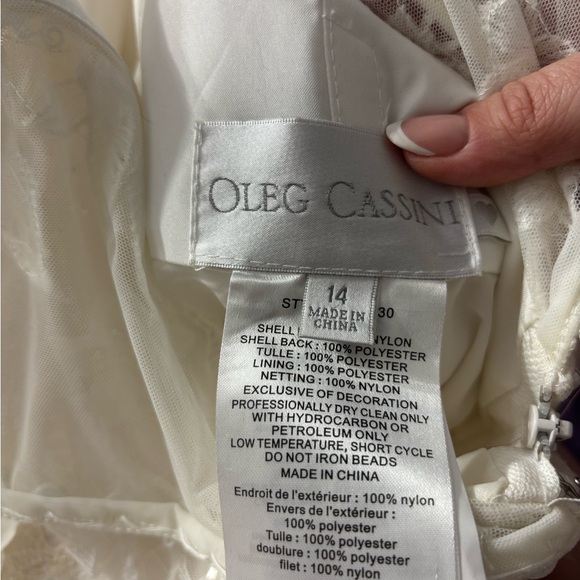 OLEG CASSINI
14
MADE IN
CHINA
ST 30
SHELL NYLON
SHELL BACK : 100% POLYESTER
TULLE : 100% POLYESTER
LINING : 100% POLYESTER
NETTING : 100% NYLON
EXCLUSIVE OF DECORATION
PROFESSIONALLY DRY CLEAN ONLY
WITH HYDROCARBON OR
PETROLEUM ONLY
LOW TEMPERATURE, SHORT CYCLE
DO NOT IRON BEADS
MADE IN CHINA
Endroit de l'extérieur : 100% nylon
Envers de l'extérieur :
100% polyester
Tulle : 100% polyester
doublure : 100% polyester
filet : 100% nylon